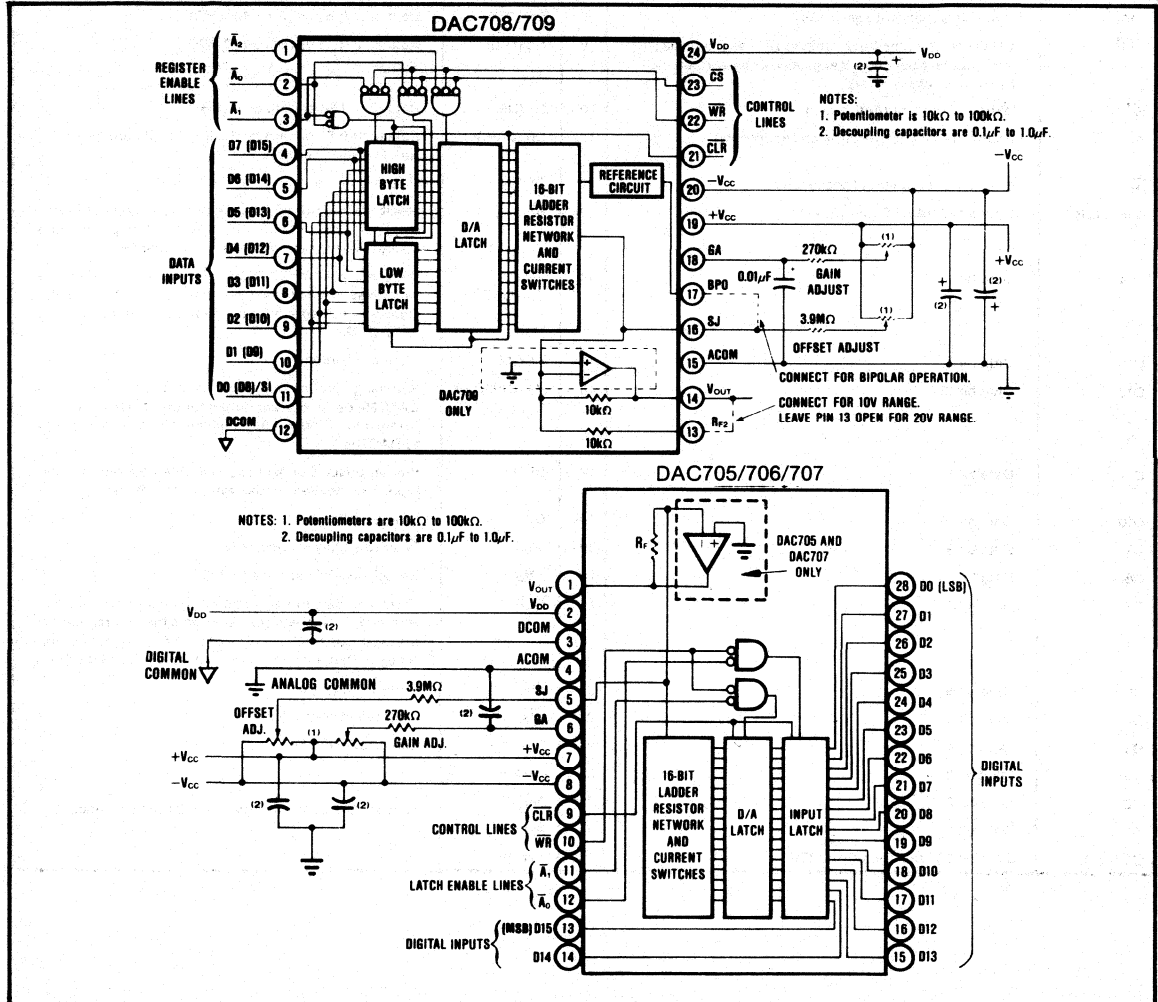 DAC708/709
REGISTER ENABLE LINES
A̅₂ 1
A̅₀ 2
A̅₁ 3
DATA INPUTS
D7 (D15) 4
D6 (D14) 5
D5 (D13) 6
D4 (D12) 7
D3 (D11) 8
D2 (D10) 9
D1 (D9) 10
D0 (D8)/SI 11
DCOM 12
HIGH BYTE LATCH
LOW BYTE LATCH
D/A LATCH
16-BIT LADDER RESISTOR NETWORK AND CURRENT SWITCHES
REFERENCE CIRCUIT
DAC709 ONLY
+
−
10kΩ
10kΩ
24 VDD
(2) +
VDD
23 C̅S̅
22 W̅R̅
21 C̅L̅R̅
CONTROL LINES
NOTES:
1. Potentiometer is 10kΩ to 100kΩ.
2. Decoupling capacitors are 0.1μF to 1.0μF.
−VCC
20 −VCC
19 +VCC
+VCC
18 GA
270kΩ
GAIN ADJUST
(1)
0.01μF
17 BPO
16 SJ
3.9MΩ
OFFSET ADJUST
(1)
+
(2)
(2)
+
15 ACOM
CONNECT FOR BIPOLAR OPERATION.
14 VOUT
CONNECT FOR 10V RANGE.
LEAVE PIN 13 OPEN FOR 20V RANGE.
13 RF2
DAC705/706/707
NOTES: 1. Potentiometers are 10kΩ to 100kΩ.
2. Decoupling capacitors are 0.1μF to 1.0μF.
RF
−
+
DAC705 AND DAC707 ONLY
VOUT 1
VDD
VDD 2
(2)
DCOM 3
DIGITAL COMMON
ACOM 4
ANALOG COMMON
3.9MΩ
SJ 5
OFFSET ADJ.
270kΩ
(2)
GA 6
(1)
GAIN ADJ.
+VCC
+VCC 7
−VCC
−VCC 8
(2)
(2)
CONTROL LINES
C̅L̅R̅ 9
W̅R̅ 10
LATCH ENABLE LINES
A̅₁ 11
A̅₀ 12
DIGITAL INPUTS
(MSB) D15 13
D14 14
16-BIT LADDER RESISTOR NETWORK AND CURRENT SWITCHES
D/A LATCH
INPUT LATCH
28 D0 (LSB)
27 D1
26 D2
25 D3
24 D4
23 D5
22 D6
21 D7
20 D8
19 D9
18 D10
17 D11
16 D12
15 D13
DIGITAL INPUTS